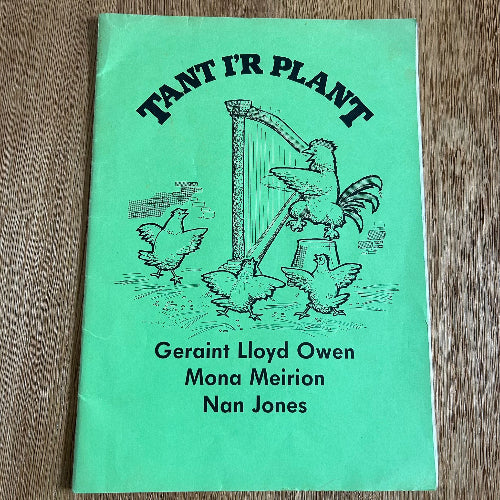 TANT I'R PLANT
Geraint Lloyd Owen
Mona Meirion
Nan Jones